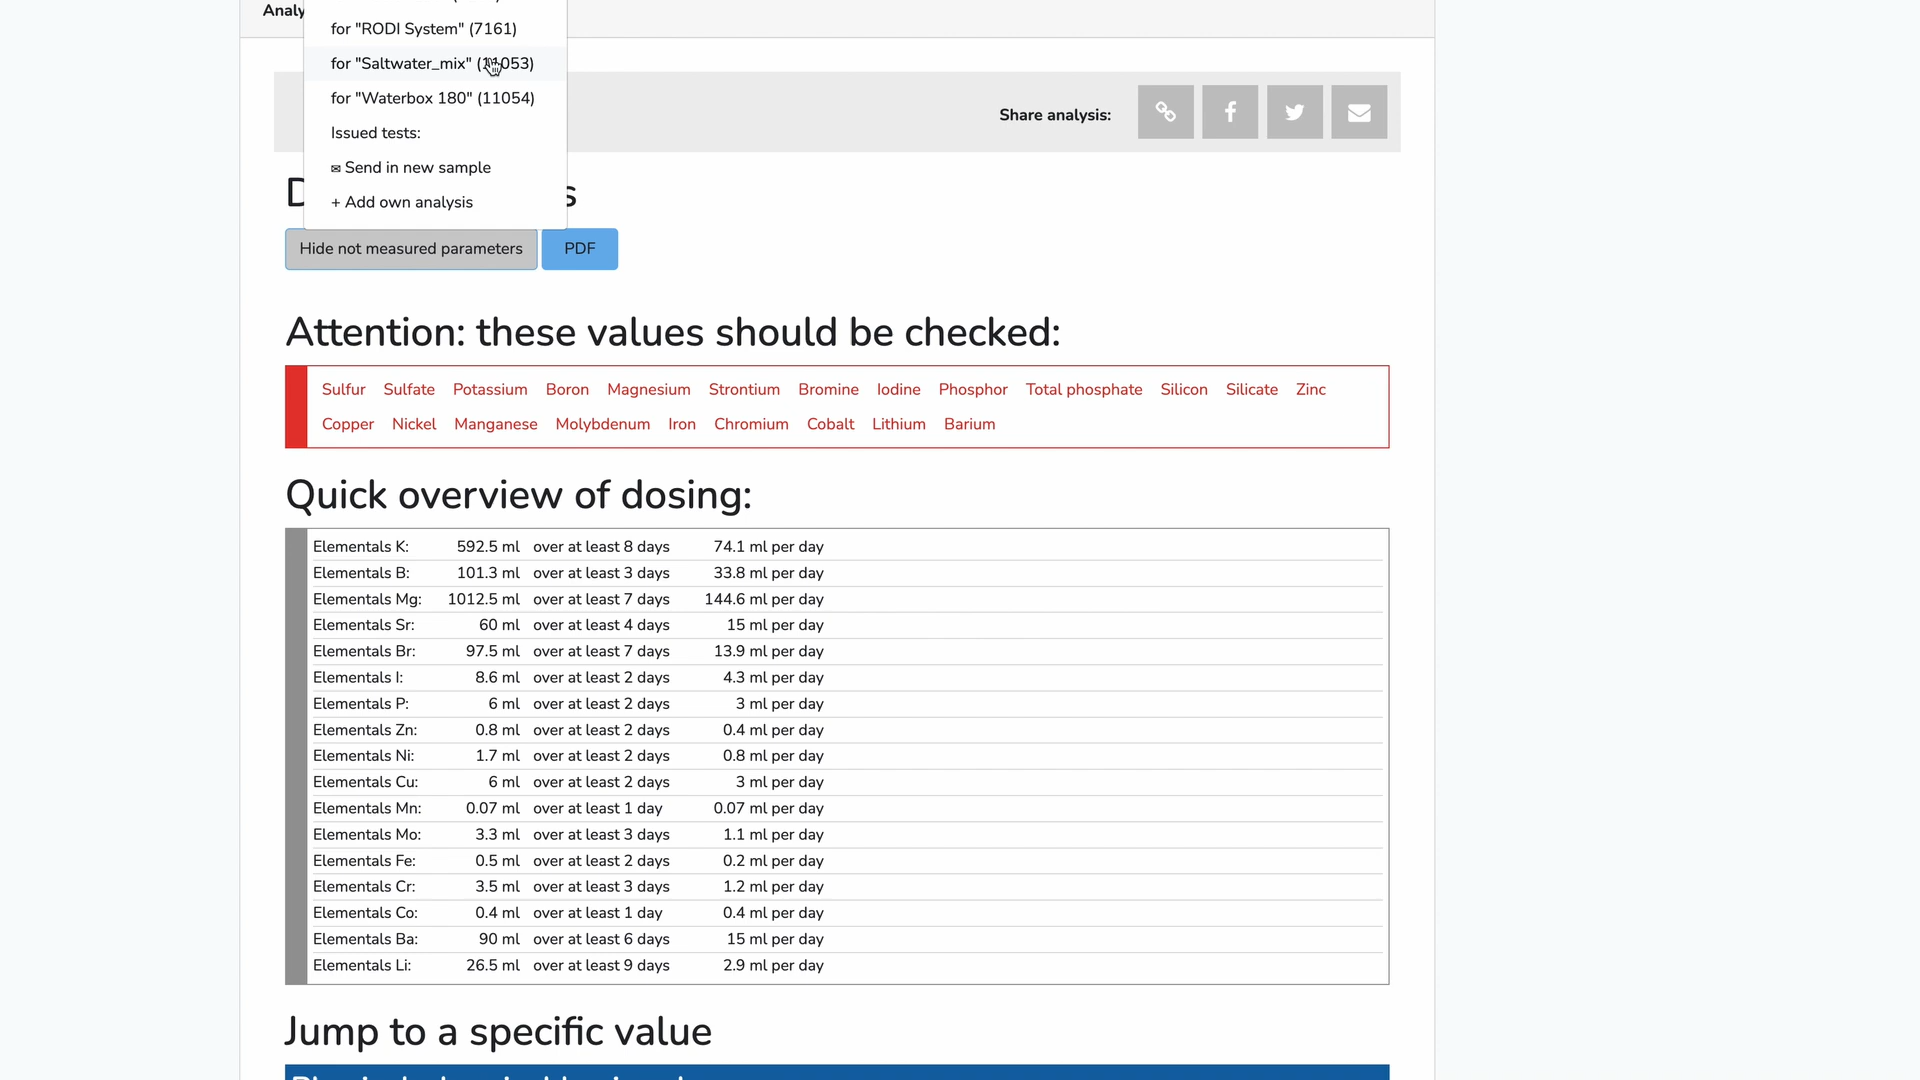 Analy
for "RODI System" (7161)
for "Saltwater_mix" (11053)
for "Waterbox 180" (11054)
Share analysis:
Issued tests:
✉ Send in new sample
+ Add own analysis
Hide not measured parameters PDF
Attention: these values should be checked:
Sulfur Sulfate Potassium Boron Magnesium Strontium Bromine Iodine Phosphor Total phosphate Silicon Silicate Zinc
Copper Nickel Manganese Molybdenum Iron Chromium Cobalt Lithium Barium
Quick overview of dosing:
Elementals K: 592.5 ml over at least 8 days 74.1 ml per day
Elementals B: 101.3 ml over at least 3 days 33.8 ml per day
Elementals Mg: 1012.5 ml over at least 7 days 144.6 ml per day
Elementals Sr: 60 ml over at least 4 days 15 ml per day
Elementals Br: 97.5 ml over at least 7 days 13.9 ml per day
Elementals I: 8.6 ml over at least 2 days 4.3 ml per day
Elementals P: 6 ml over at least 2 days 3 ml per day
Elementals Zn: 0.8 ml over at least 2 days 0.4 ml per day
Elementals Ni: 1.7 ml over at least 2 days 0.8 ml per day
Elementals Cu: 6 ml over at least 2 days 3 ml per day
Elementals Mn: 0.07 ml over at least 1 day 0.07 ml per day
Elementals Mo: 3.3 ml over at least 3 days 1.1 ml per day
Elementals Fe: 0.5 ml over at least 2 days 0.2 ml per day
Elementals Cr: 3.5 ml over at least 3 days 1.2 ml per day
Elementals Co: 0.4 ml over at least 1 day 0.4 ml per day
Elementals Ba: 90 ml over at least 6 days 15 ml per day
Elementals Li: 26.5 ml over at least 9 days 2.9 ml per day
Jump to a specific value